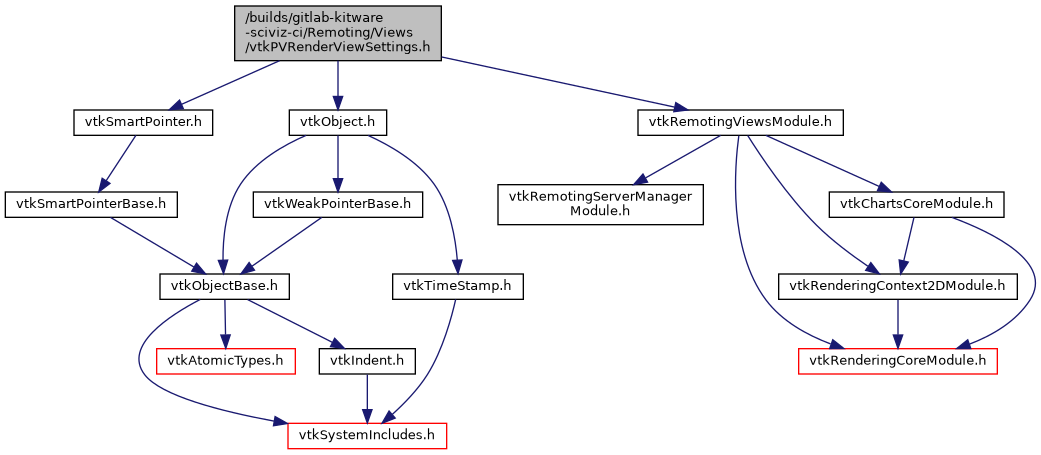 /builds/gitlab-kitware
-sciviz-ci/Remoting/Views
/vtkPVRenderViewSettings.h
vtkSmartPointer.h
vtkObject.h
vtkRemotingViewsModule.h
vtkSmartPointerBase.h
vtkWeakPointerBase.h
vtkRemotingServerManager
Module.h
vtkChartsCoreModule.h
vtkObjectBase.h
vtkTimeStamp.h
vtkRenderingContext2DModule.h
vtkAtomicTypes.h
vtkIndent.h
vtkRenderingCoreModule.h
vtkSystemIncludes.h